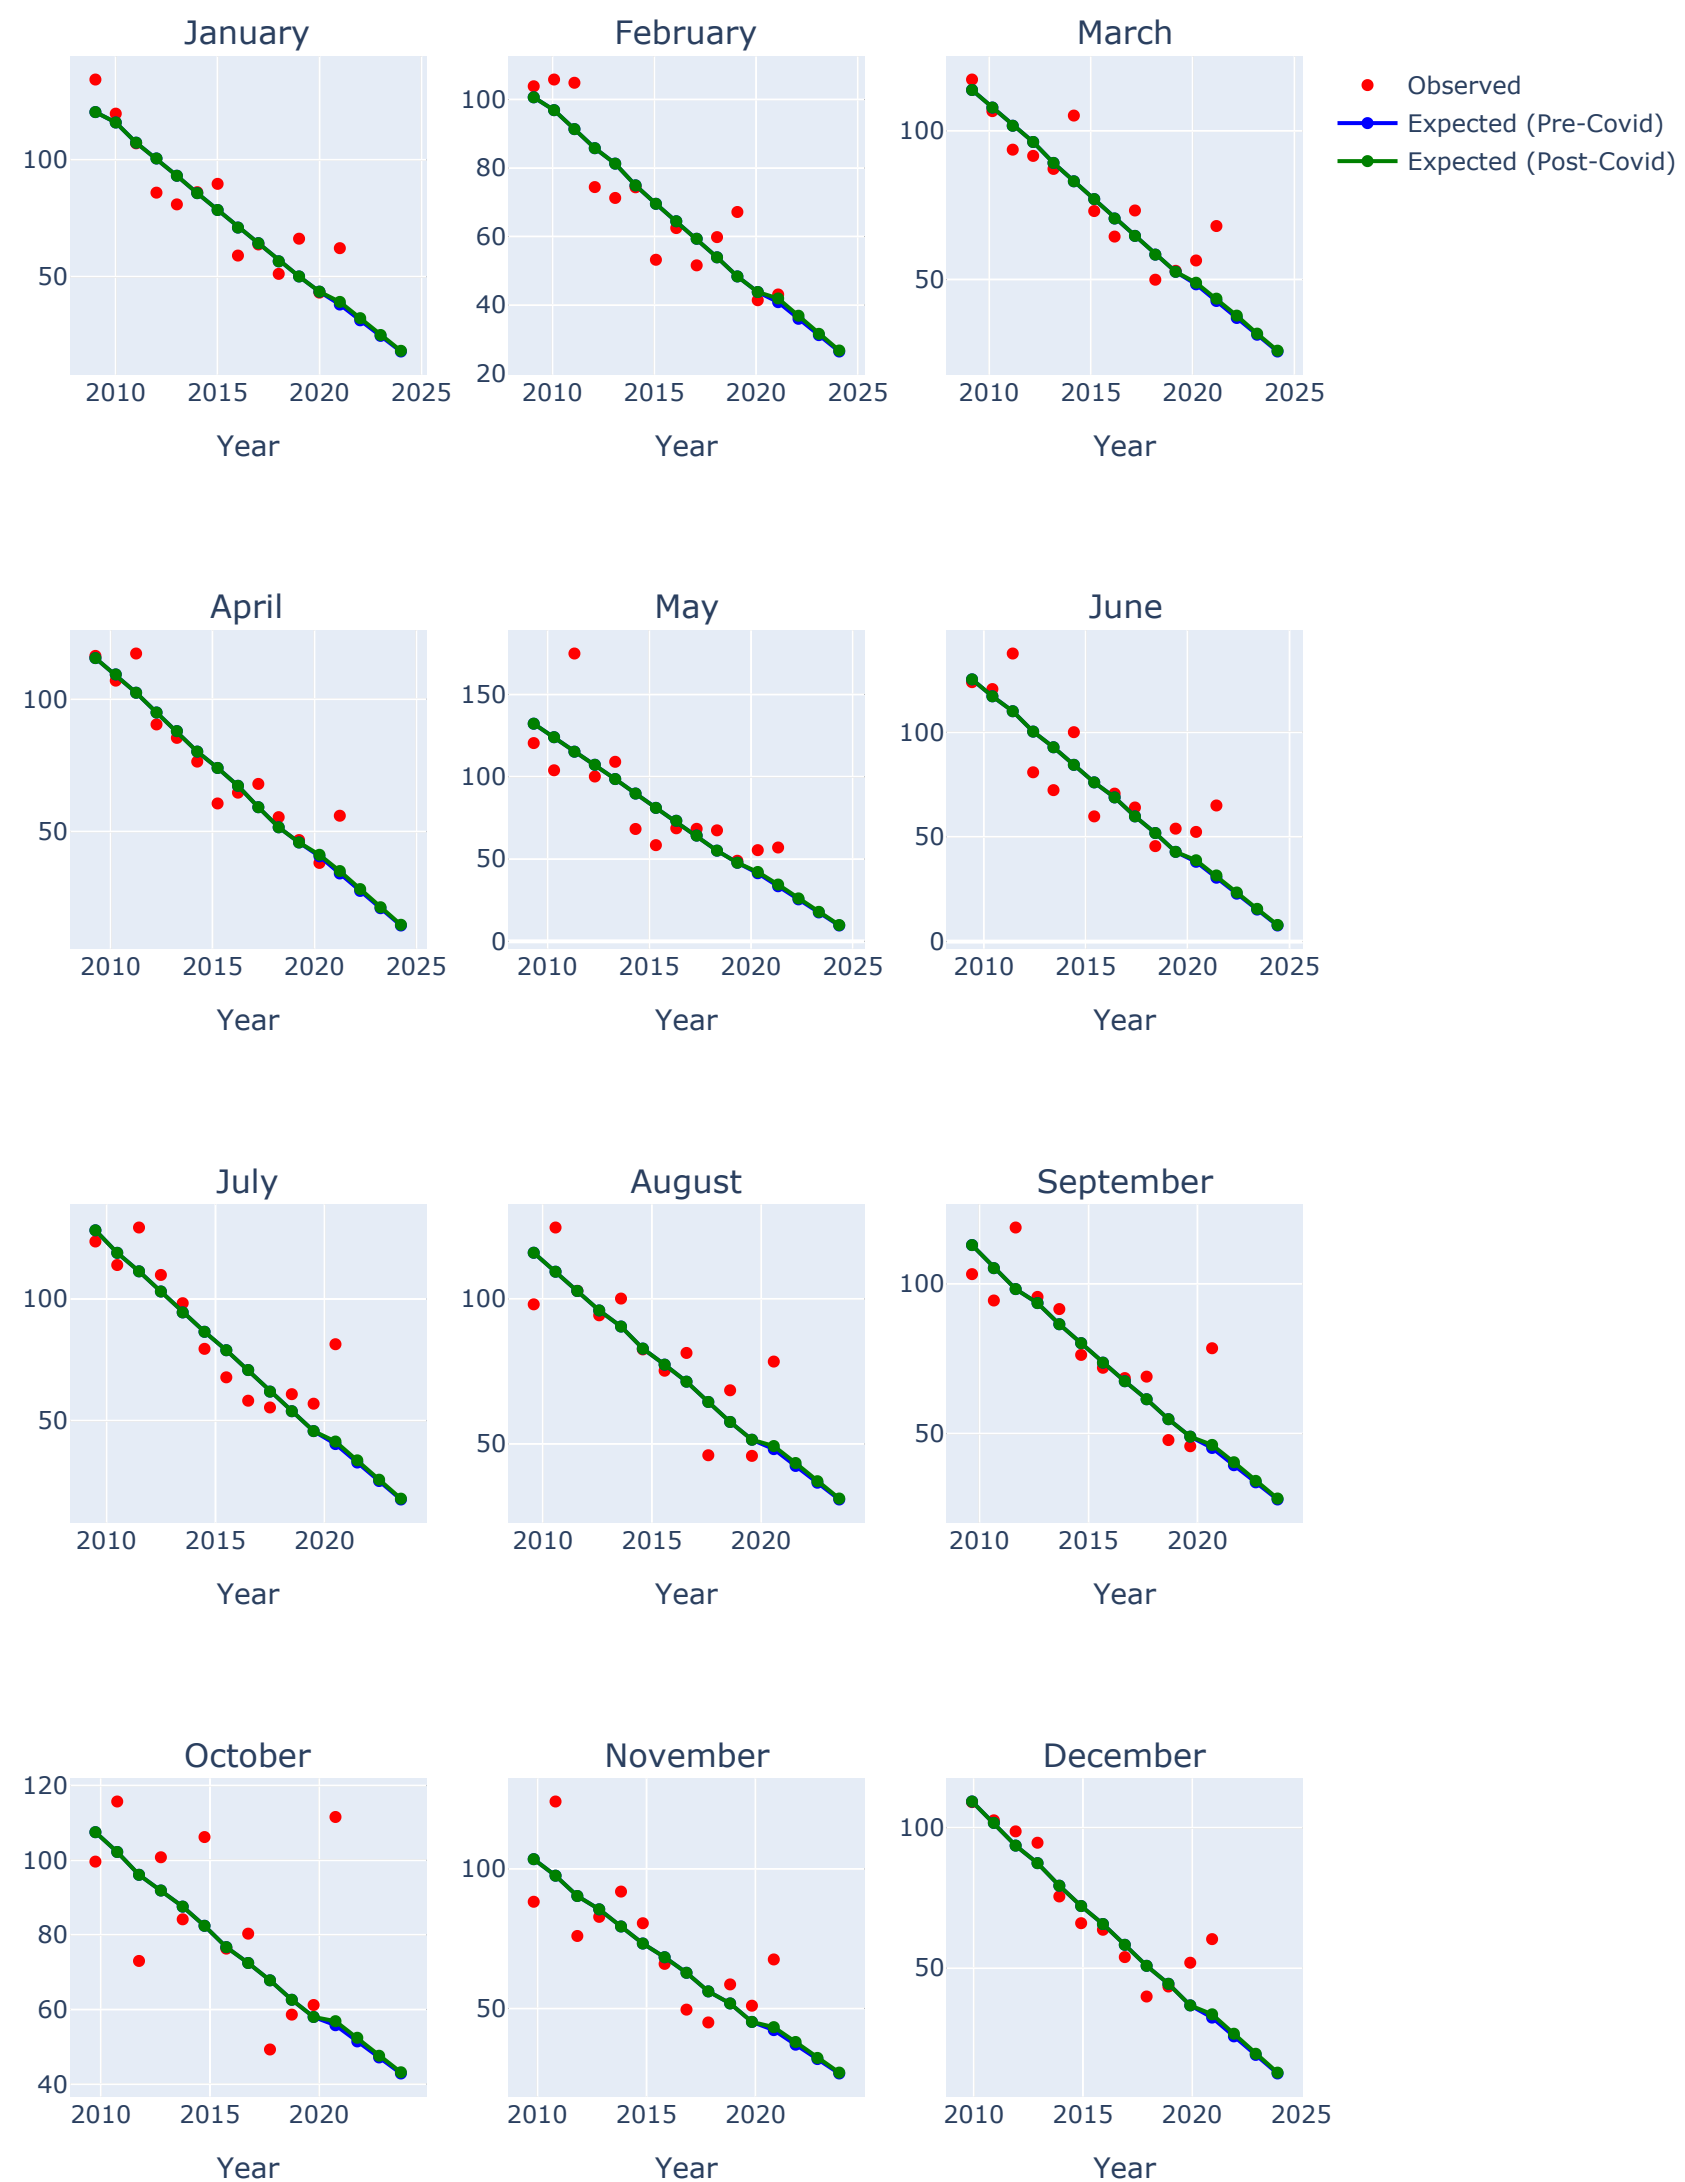 January
February
March
Observed
Expected (Pre-Covid)
Expected (Post-Covid)
100
50
2010
2015
2020
2025
Year
100
80
60
40
20
2010
2015
2020
2025
Year
100
50
2010
2015
2020
2025
Year
April
May
June
100
50
2010
2015
2020
2025
Year
150
100
50
0
2010
2015
2020
2025
Year
100
50
0
2010
2015
2020
2025
Year
July
August
September
100
50
2010
2015
2020
Year
100
50
2010
2015
2020
Year
100
50
2010
2015
2020
Year
October
November
December
120
100
80
60
40
2010
2015
2020
Year
100
50
2010
2015
2020
Year
100
50
2010
2015
2020
2025
Year